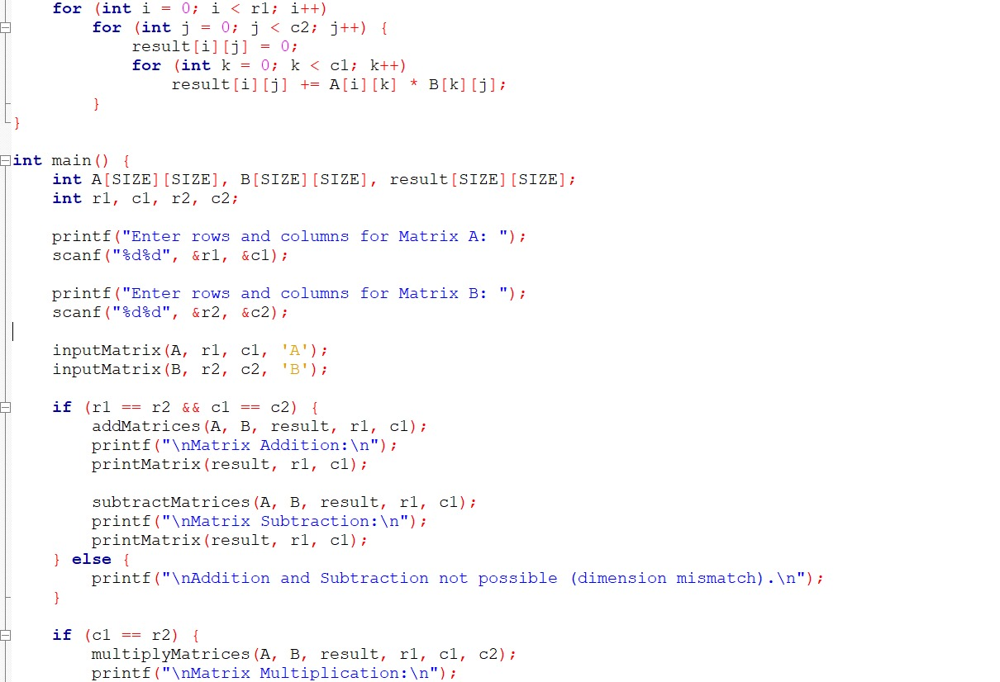 for (int i = 0; i < r1; i++)
        for (int j = 0; j < c2; j++) {
            result[i][j] = 0;
            for (int k = 0; k < c1; k++)
                result[i][j] += A[i][k] * B[k][j];
        }
}

int main() {
    int A[SIZE][SIZE], B[SIZE][SIZE], result[SIZE][SIZE];
    int r1, c1, r2, c2;

    printf("Enter rows and columns for Matrix A: ");
    scanf("%d%d", &r1, &c1);

    printf("Enter rows and columns for Matrix B: ");
    scanf("%d%d", &r2, &c2);

    inputMatrix(A, r1, c1, 'A');
    inputMatrix(B, r2, c2, 'B');

    if (r1 == r2 && c1 == c2) {
        addMatrices(A, B, result, r1, c1);
        printf("\nMatrix Addition:\n");
        printMatrix(result, r1, c1);

        subtractMatrices(A, B, result, r1, c1);
        printf("\nMatrix Subtraction:\n");
        printMatrix(result, r1, c1);
    } else {
        printf("\nAddition and Subtraction not possible (dimension mismatch).\n");
    }

    if (c1 == r2) {
        multiplyMatrices(A, B, result, r1, c1, c2);
        printf("\nMatrix Multiplication:\n");